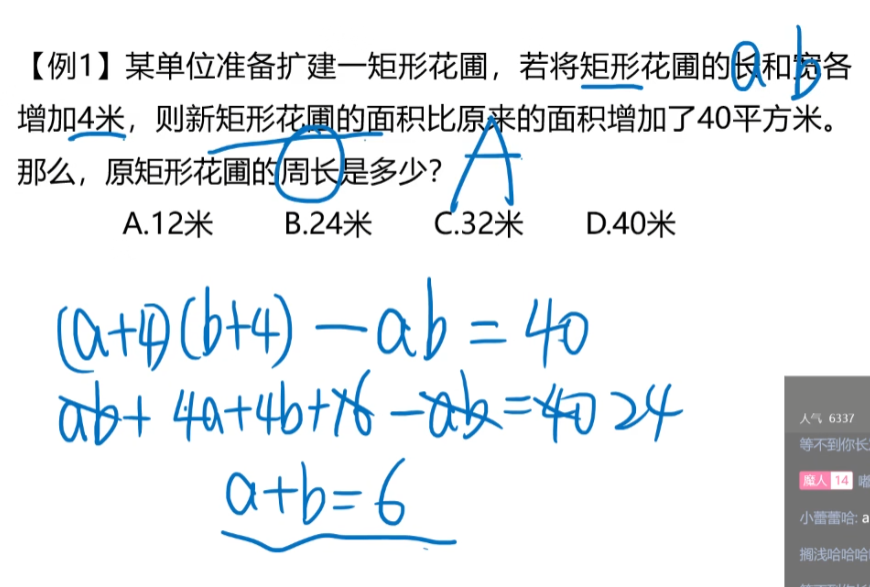 【例1】某单位准备扩建一矩形花圃，若将矩形花圃的长和宽各
a b
增加4米，则新矩形花圃的面积比原来的面积增加了40平方米。
那么，原矩形花圃的周长是多少？
A
A.12米 B.24米 C.32米 D.40米
(a+4)(b+4)-ab=40
ab+4a+4b+16-ab=40 24
a+b=6
人气 6337
等不到你长
魔人 14
小蕾蕾哈: a
搁浅哈哈哈